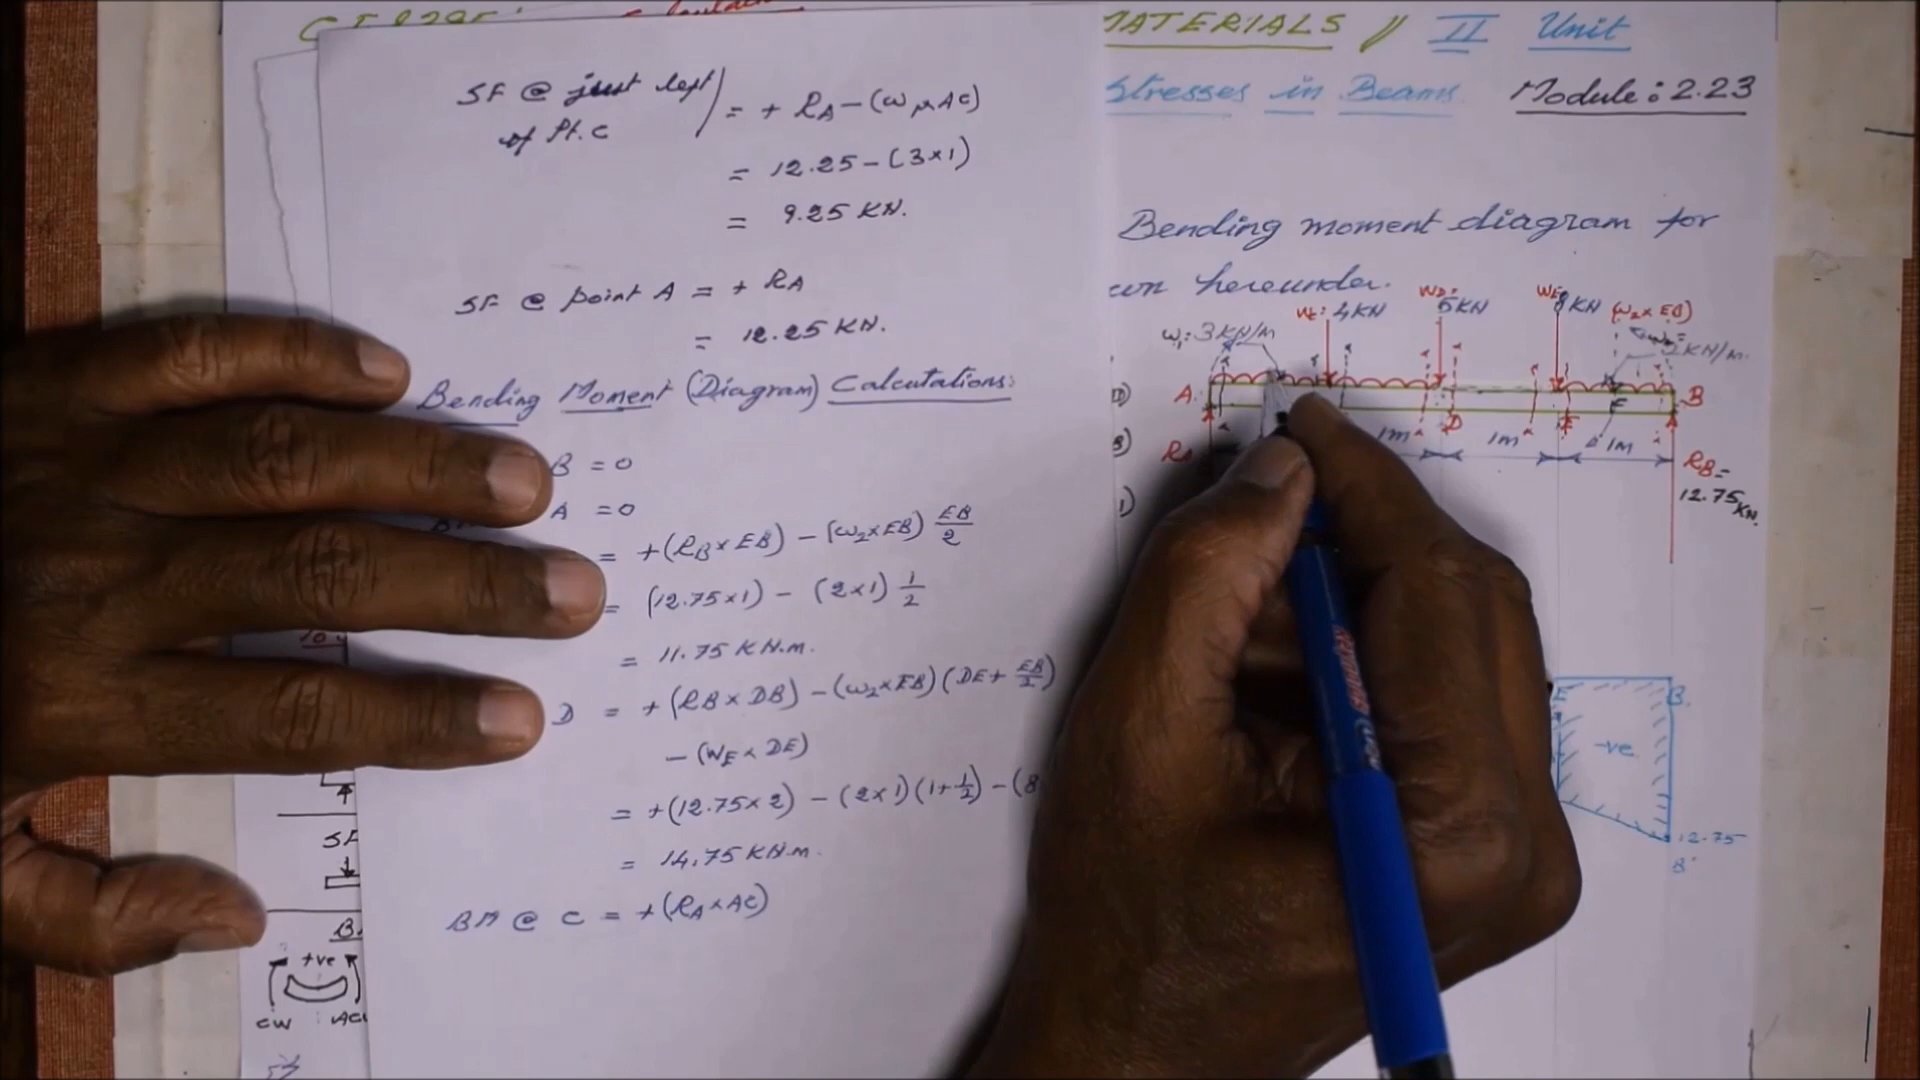 MATERIALS // II Unit
Stresses in Beams Module: 2.23
Bending moment diagram for
hereunder.
SF @ just left of Pt. C = + RA - (w₁ x AC)
= 12.25 - (3×1)
= 9.25 KN.
SF @ point A = + RA
= 12.25 KN.
Bending Moment (Diagram) Calculations:
B = 0
A = 0
= +(RB × EB) - (w₂×EB) EB/2
= (12.75×1) - (2×1) 1/2
= 11.75 KN.m.
D = +(RB × DB) - (w₂×EB)(DE + EB/2)
- (WE × DE)
= +(12.75×2) - (2×1)(1+1/2) - (8
= 14.75 KN.m.
BM @ C = +(RA × AC)
w₁: 3 KN/m
4KN
5KN
8KN
(w₂ × EB)
KN/m.
A
B
D
E
1m
1m
1m
RB =
12.75 KN.
E
B
-ve
12.75
B'
SF
+ve
CW